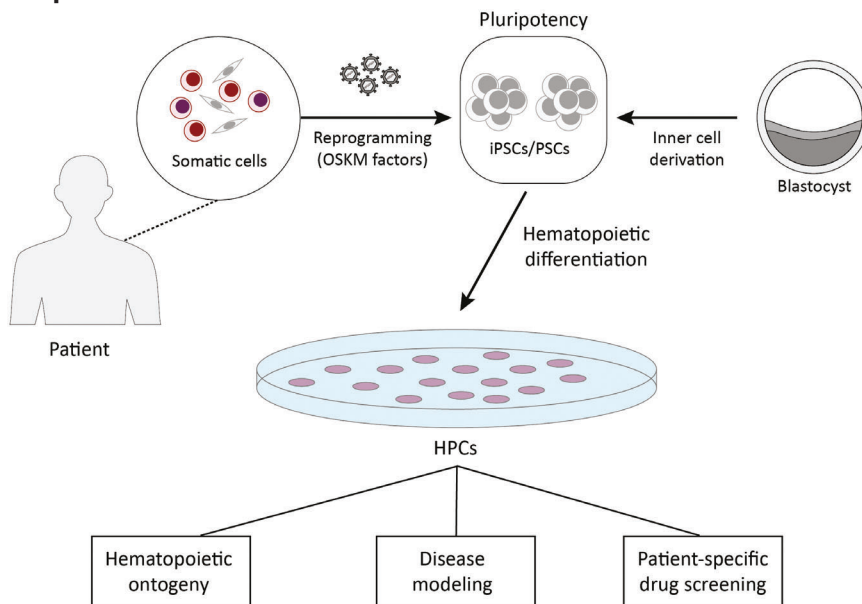 Pluripotency
Somatic cells
Reprogramming
(OSKM factors)
iPSCs/PSCs
Inner cell
derivation
Blastocyst
Hematopoietic
differentiation
Patient
HPCs
Hematopoietic
ontogeny
Disease
modeling
Patient-specific
drug screening